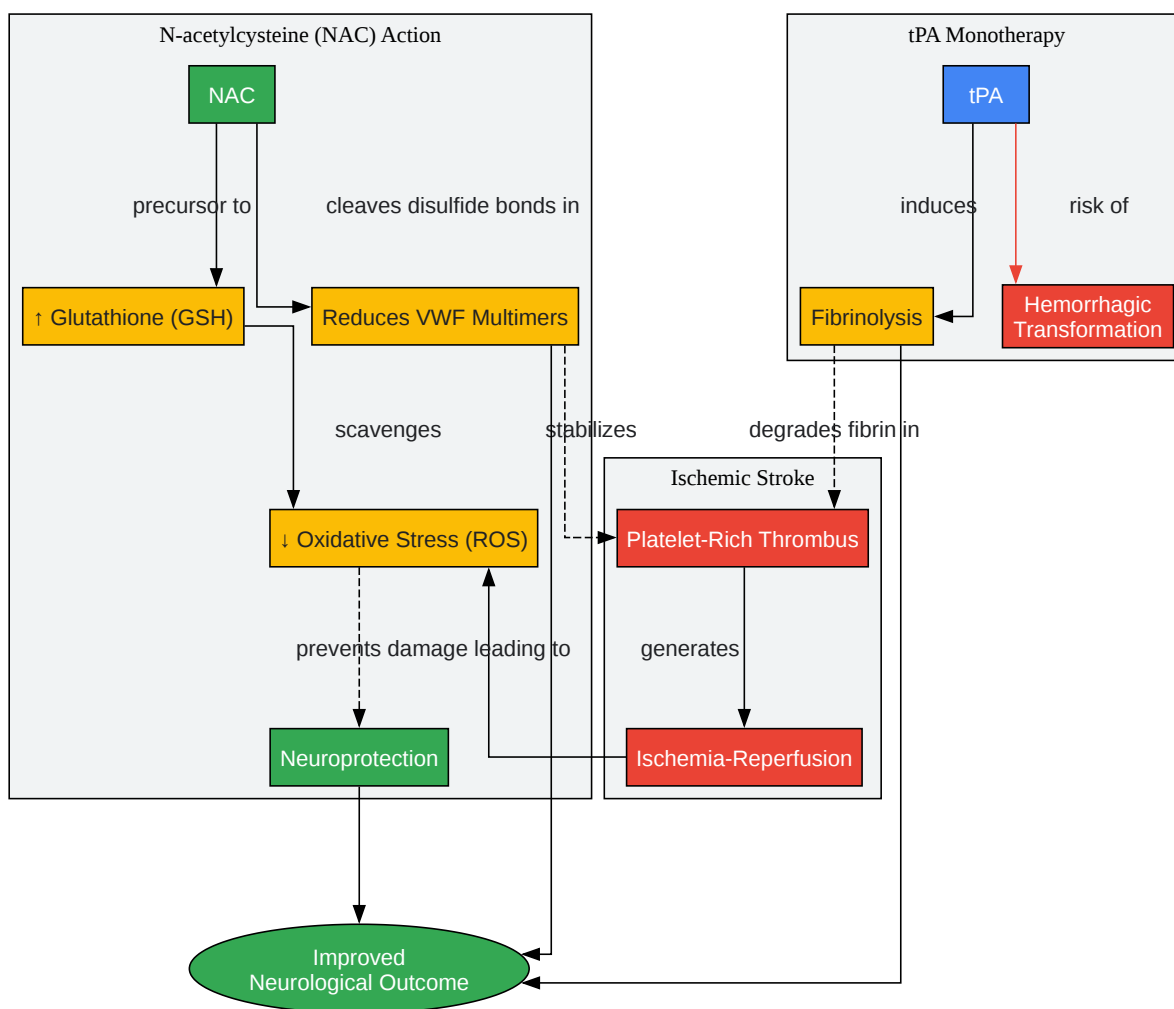 N-acetylcysteine (NAC) Action
tPA Monotherapy
NAC
tPA
precursor to
cleaves disulfide bonds in
induces
risk of
↑ Glutathione (GSH)
Reduces VWF Multimers
Fibrinolysis
Hemorrhagic
Transformation
scavenges
stabilizes
degrades fibrin in
Ischemic Stroke
↓ Oxidative Stress (ROS)
Platelet-Rich Thrombus
prevents damage leading to
generates
Neuroprotection
Ischemia-Reperfusion
Improved
Neurological Outcome